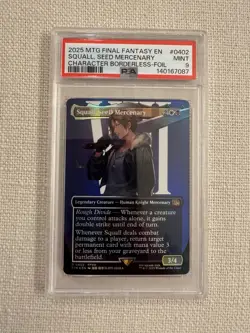 2025 MTG FINAL FANTASY EN #0402
SQUALL, SEED MERCENARY MINT
CHARACTER BORDERLESS-FOIL 9
PSA 140167087
Squall, SeeD Mercenary
Legendary Creature — Human Knight Mercenary
Rough Divide — Whenever a creature
you control attacks alone, it gains
double strike until end of turn.
Whenever Squall deals combat
damage to a player, return target
permanent card with mana value 3
or less from your graveyard to the
battlefield.
3/4